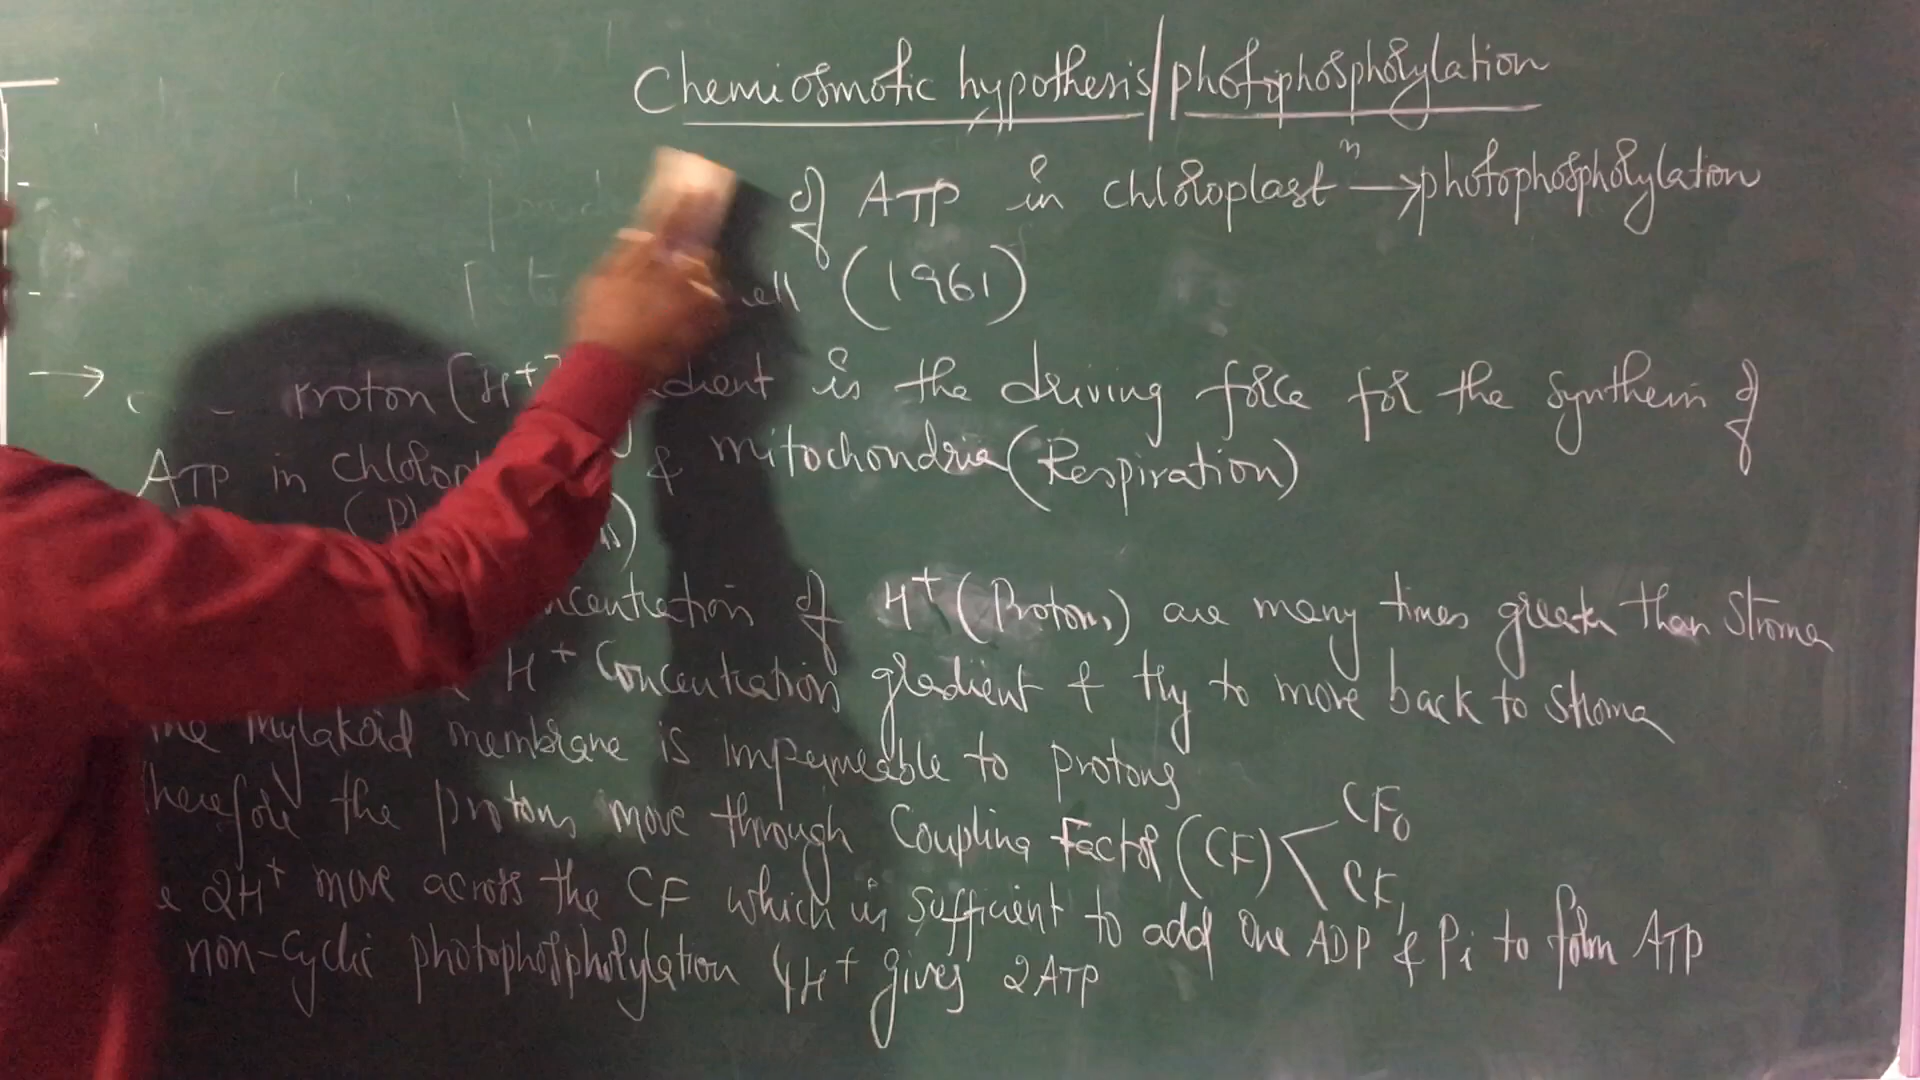 Chemiosmotic hypothesis/photophosphorylation
of ATP in chloroplast → photophosphorylation
(1961)
→ proton (H+) is the driving force for the synthesis of
ATP in & mitochondria (Respiration)
of H+ (Protons) are many times greater than stroma
H+ Concentration gradient & try to move back to stroma
thylakoid membrane is impermeable to protons
Therefore the protons move through Coupling Factor (CF) CF0
CF1
2H+ move across the CF which is sufficient to add one ADP & Pi to form ATP
non-cyclic photophosphorylation 4H+ gives 2ATP